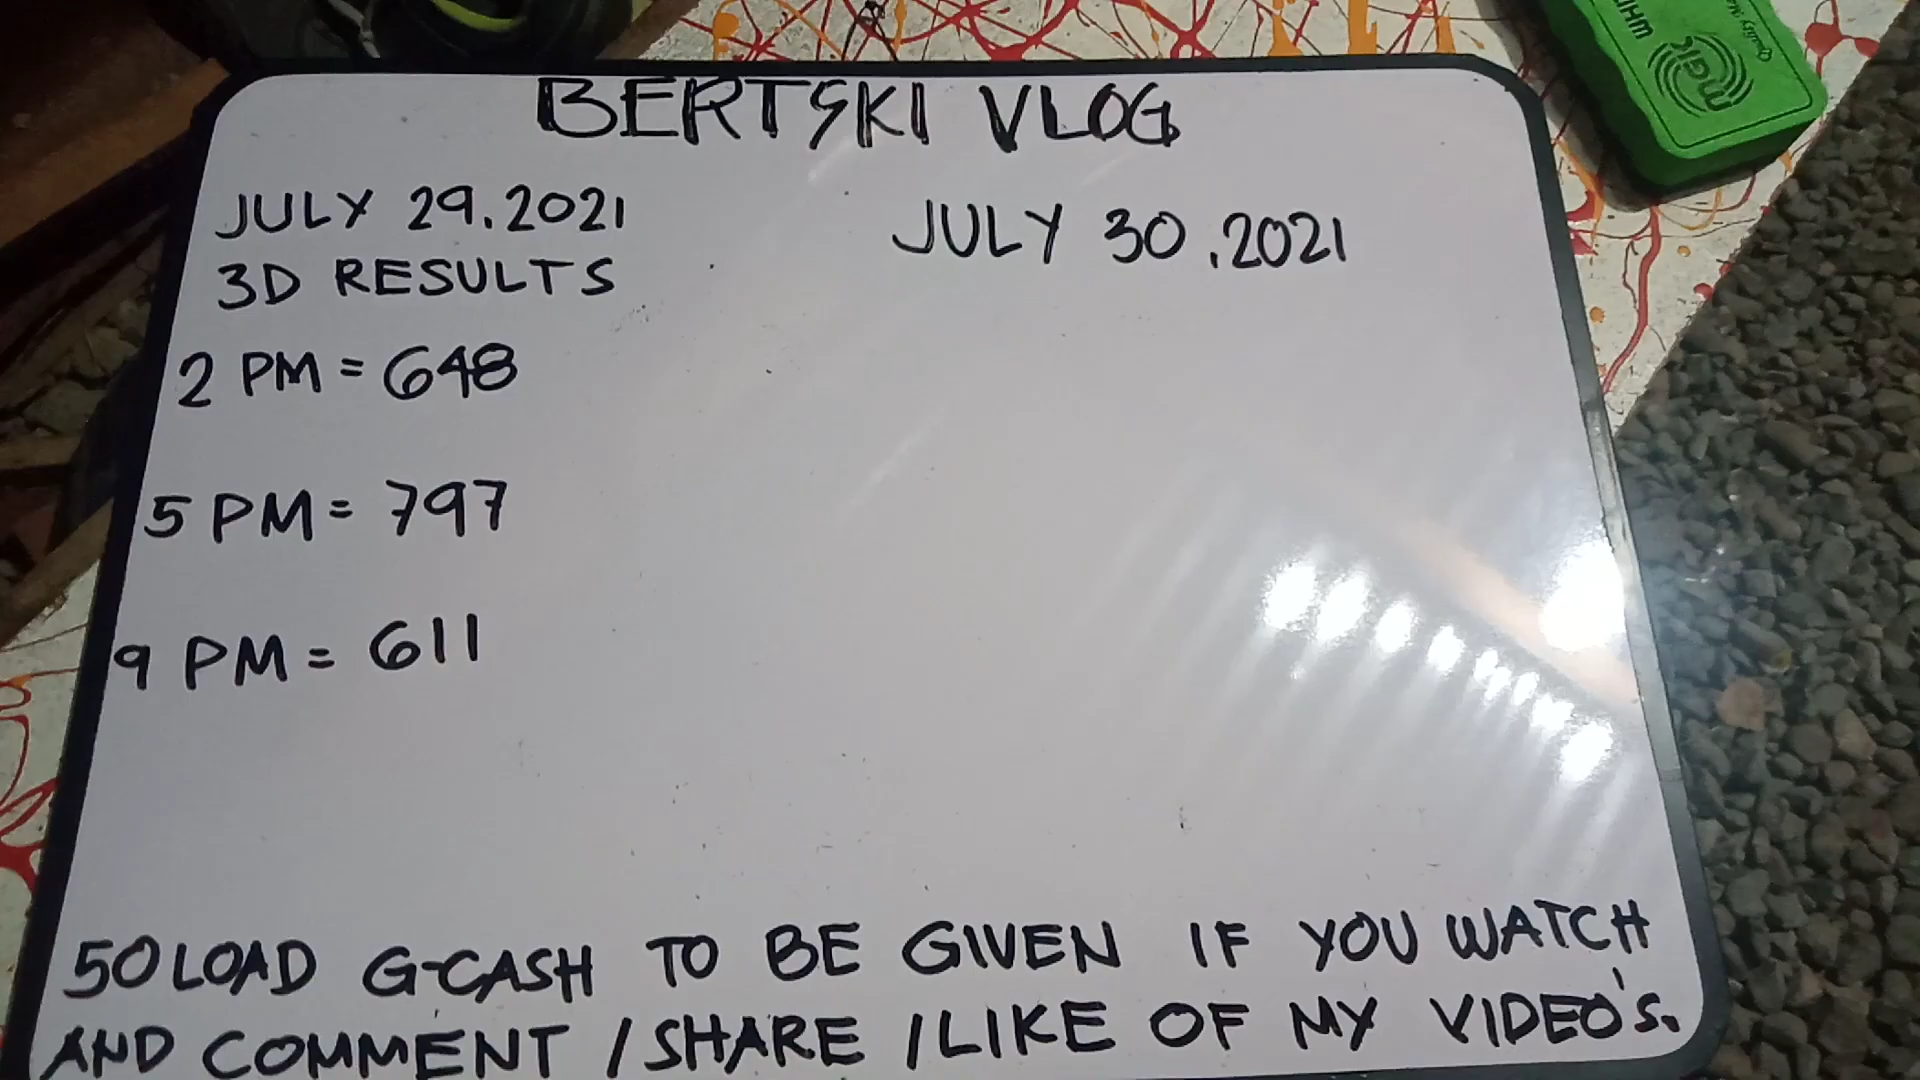 BERTSKI VLOG
JULY 29.2021
3D RESULTS
2 PM = 648
5 PM = 797
9 PM = 611
JULY 30.2021
50 LOAD G-CASH TO BE GIVEN IF YOU WATCH
AND COMMENT / SHARE / LIKE OF MY VIDEO'S.